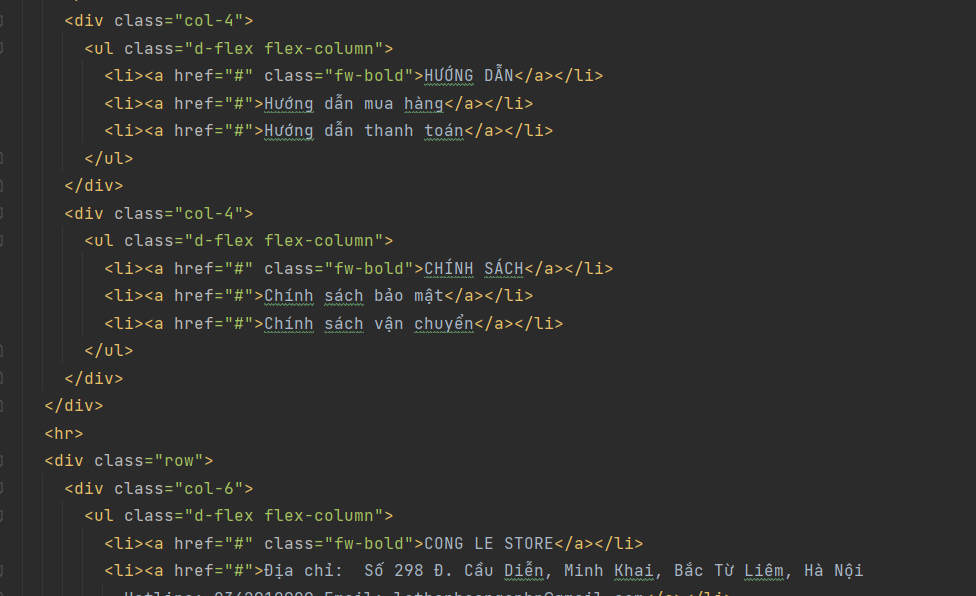 <div class="col-4">
<ul class="d-flex flex-column">
<li><a href="#" class="fw-bold">HƯỚNG DẪN</a></li>
<li><a href="#">Hướng dẫn mua hàng</a></li>
<li><a href="#">Hướng dẫn thanh toán</a></li>
</ul>
</div>
<div class="col-4">
<ul class="d-flex flex-column">
<li><a href="#" class="fw-bold">CHÍNH SÁCH</a></li>
<li><a href="#">Chính sách bảo mật</a></li>
<li><a href="#">Chính sách vận chuyển</a></li>
</ul>
</div>
</div>
<hr>
<div class="row">
<div class="col-6">
<ul class="d-flex flex-column">
<li><a href="#" class="fw-bold">CONG LE STORE</a></li>
<li><a href="#">Địa chỉ:  Số 298 Đ. Cầu Diễn, Minh Khai, Bắc Từ Liêm, Hà Nội